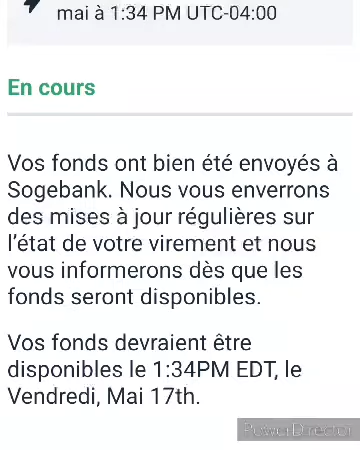 mai à 1:34 PM UTC-04:00
En cours
Vos fonds ont bien été envoyés à
Sogebank. Nous vous enverrons
des mises à jour régulières sur
l'état de votre virement et nous
vous informerons dès que les
fonds seront disponibles.
Vos fonds devraient être
disponibles le 1:34PM EDT, le
Vendredi, Mai 17th.
PowerDirector